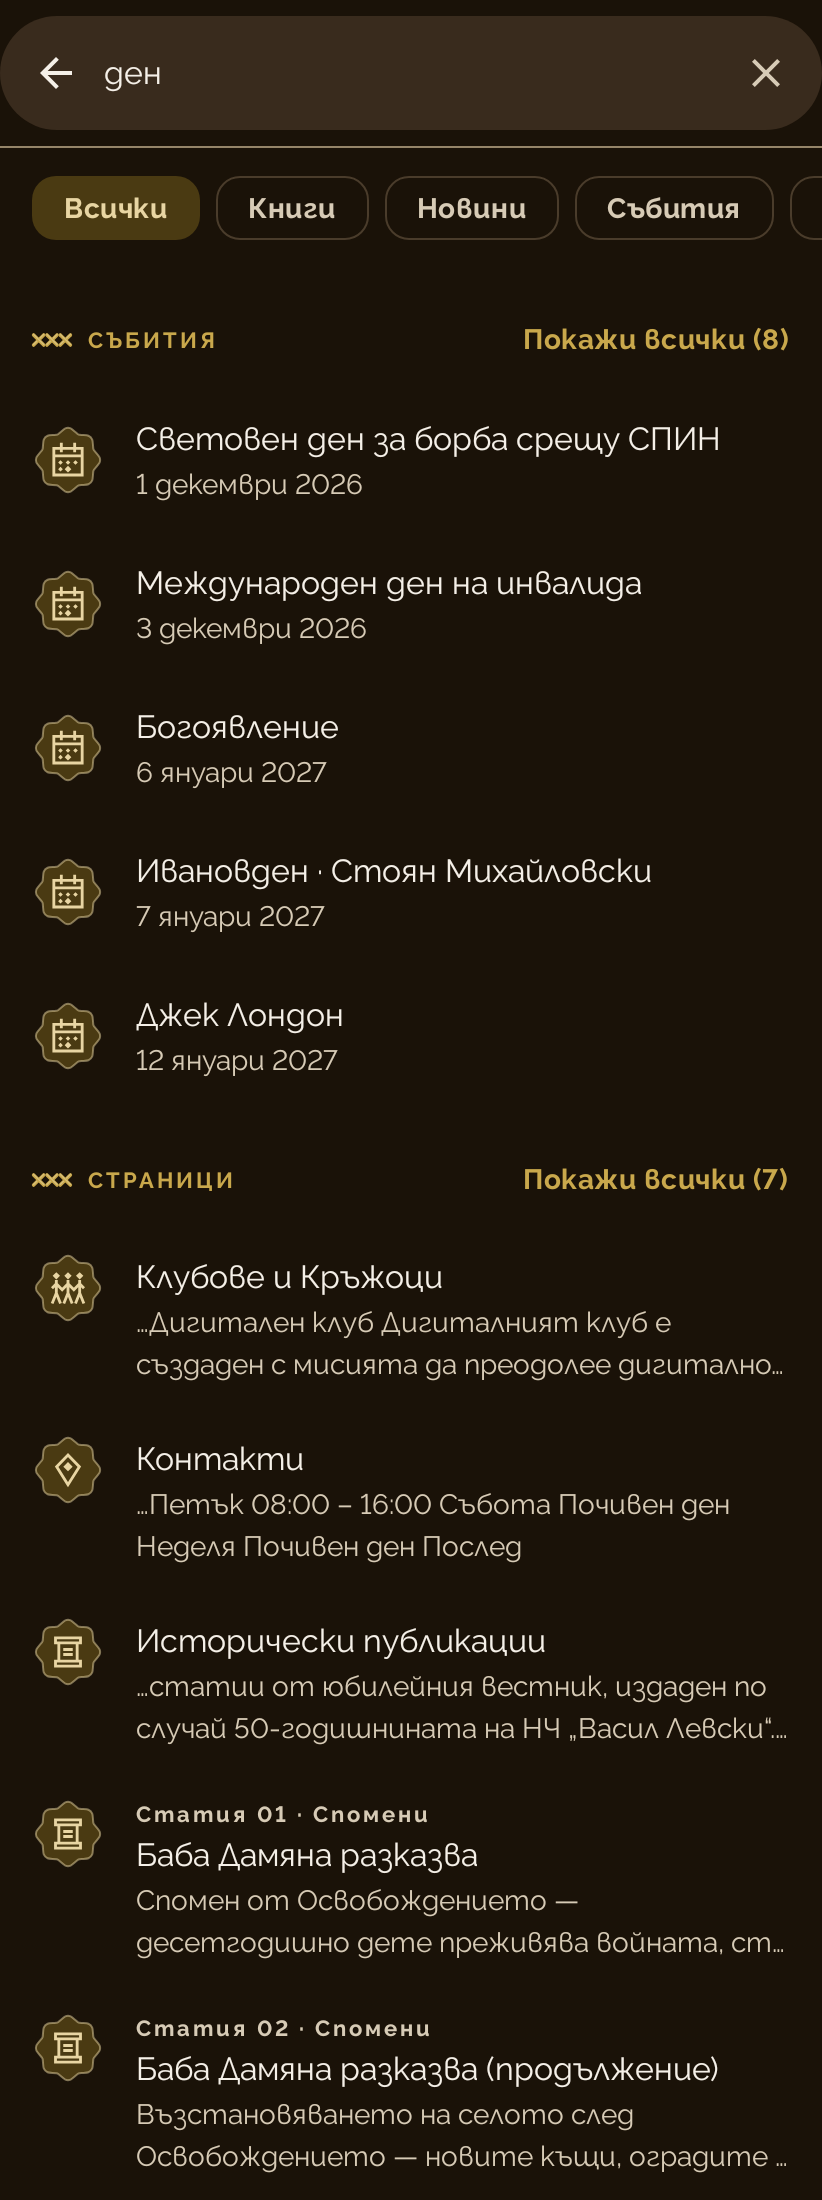 ден
Всички
Книги
Новини
Събития
СЪБИТИЯ
Покажи всички (8)
Световен ден за борба срещу СПИН
1 декември 2026
Международен ден на инвалида
3 декември 2026
Богоявление
6 януари 2027
Ивановден · Стоян Михайловски
7 януари 2027
Джек Лондон
12 януари 2027
СТРАНИЦИ
Покажи всички (7)
Клубове и Кръжоци
…Дигитален клуб Дигиталният клуб е
създаден с мисията да преодолее дигитално…
Контакти
…Петък 08:00 – 16:00 Събота Почивен ден
Неделя Почивен ден Послед
Исторически публикации
…статии от юбилейния вестник, издаден по
случай 50-годишнината на НЧ „Васил Левски“.…
Статия 01 · Спомени
Баба Дамяна разказва
Спомен от Освобождението —
десетгодишно дете преживява войната, ст…
Статия 02 · Спомени
Баба Дамяна разказва (продължение)
Възстановяването на селото след
Освобождението — новите къщи, оградите …